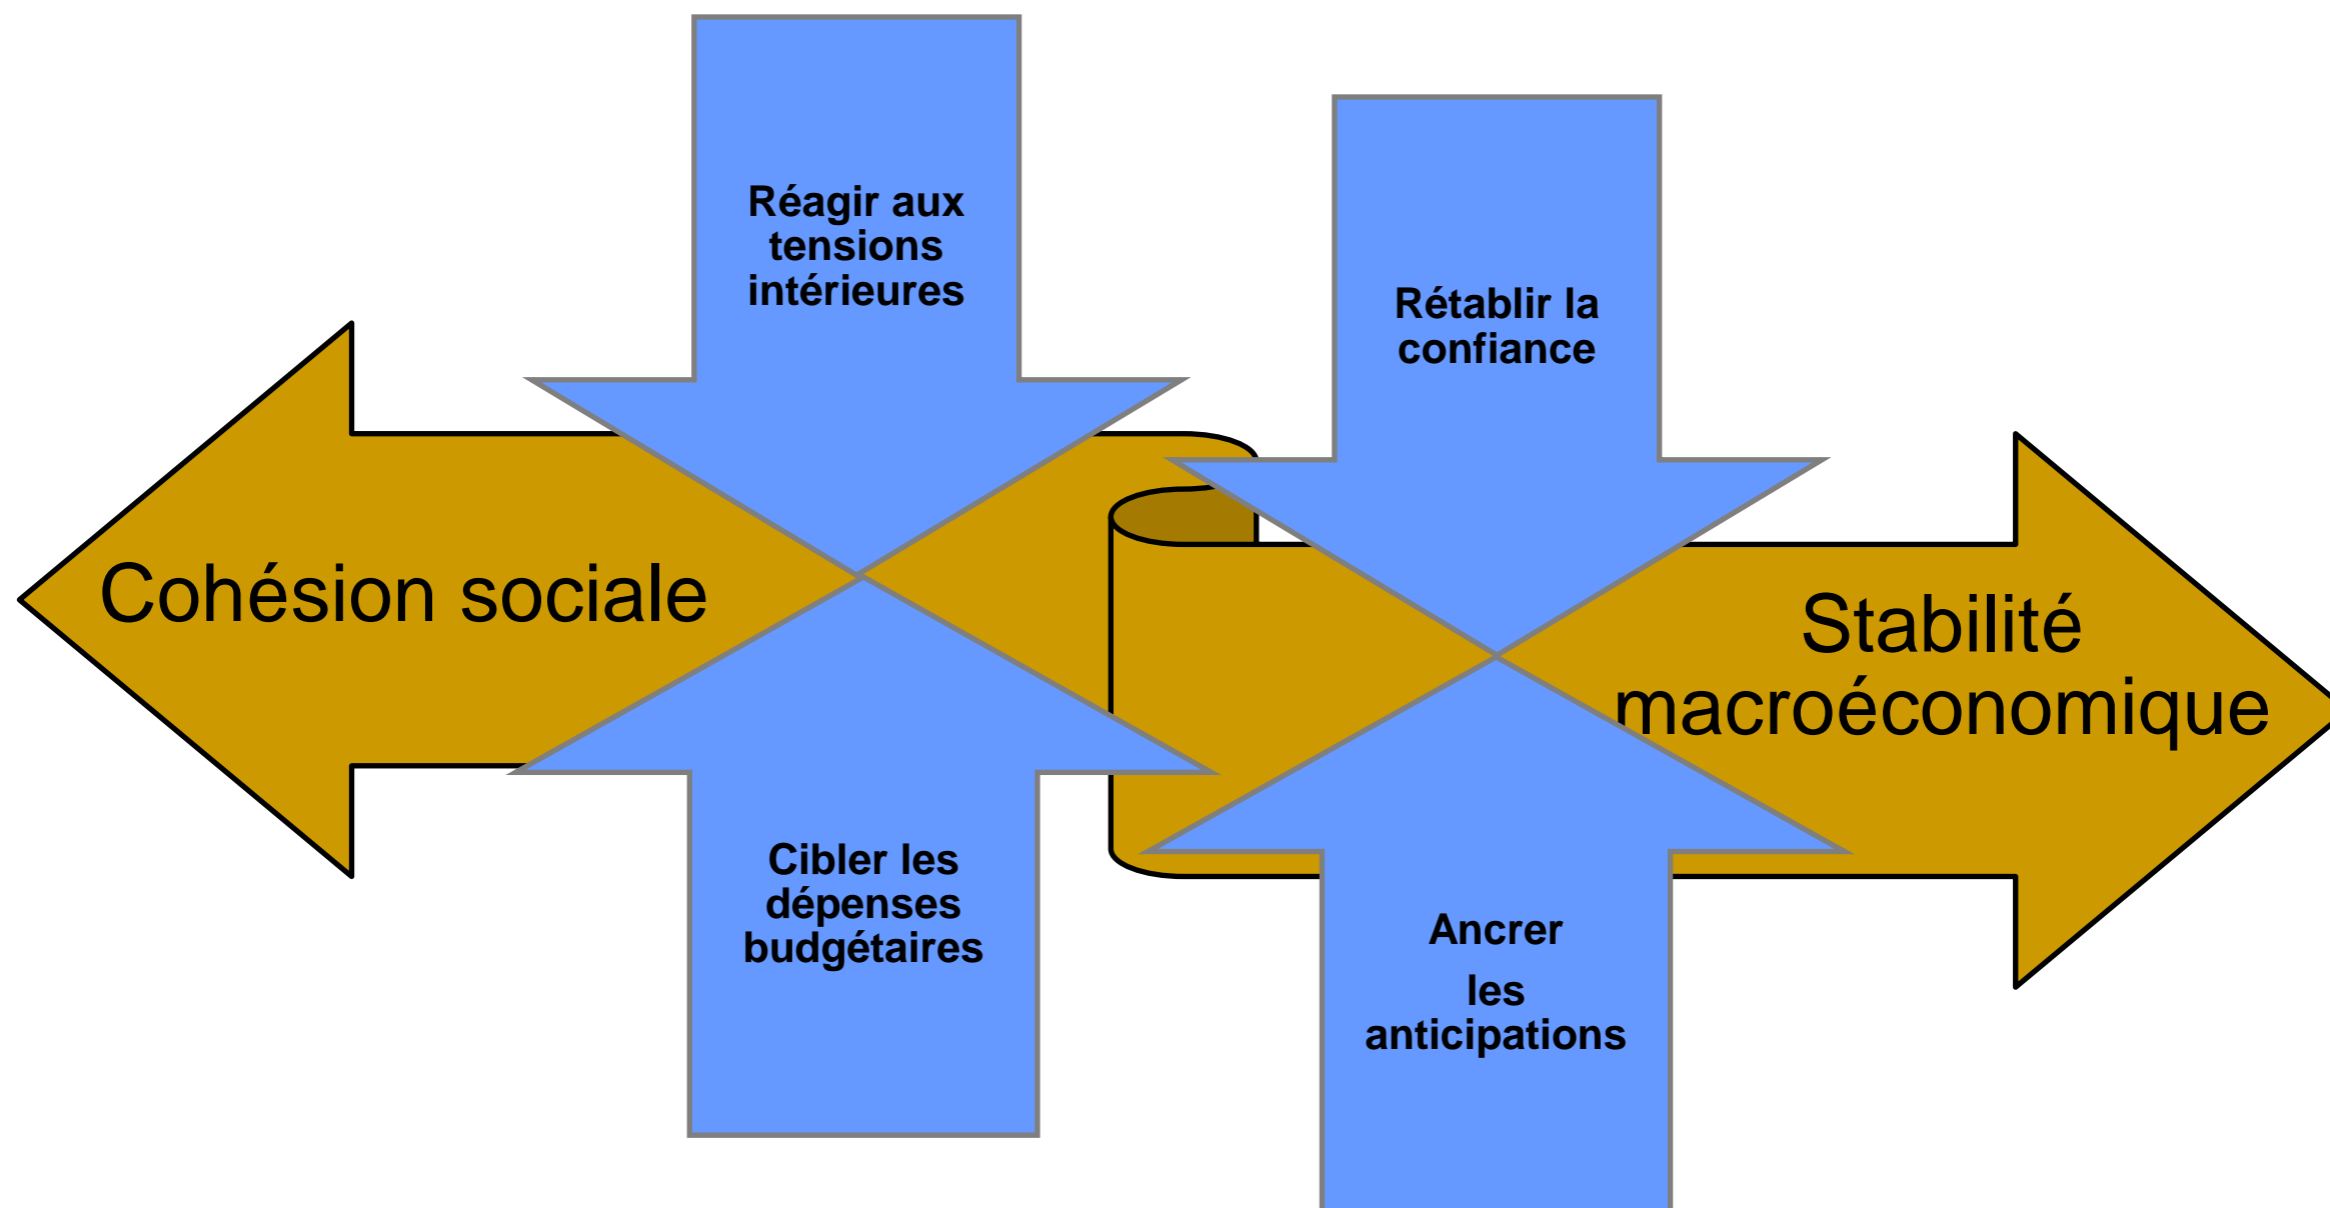 Réagir aux
tensions
intérieures
Rétablir la
confiance
Cohésion sociale
Stabilité
macroéconomique
Cibler les
dépenses
budgétaires
Ancrer
les
anticipations